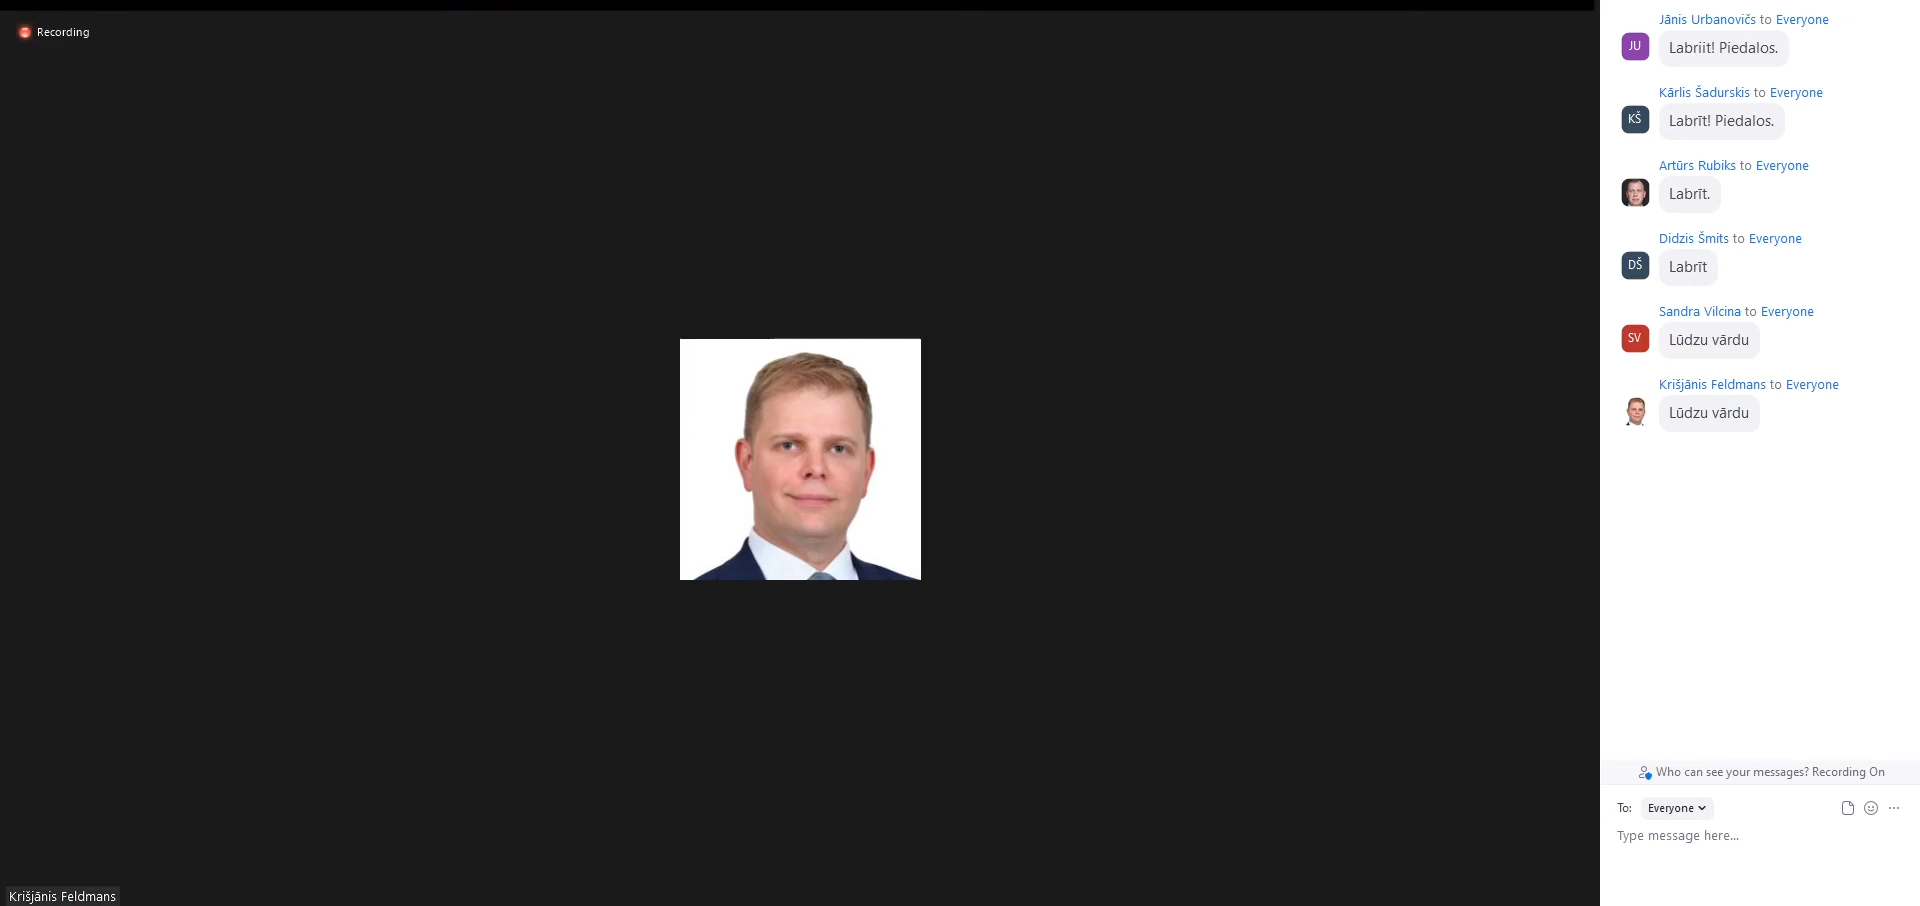 Recording
Jānis Urbanovičs to Everyone
JU
Labriit! Piedalos.
Kārlis Šadurskis to Everyone
KŠ
Labrīt! Piedalos.
Artūrs Rubiks to Everyone
Labrīt.
Didzis Šmits to Everyone
DŠ
Labrīt
Sandra Vilcina to Everyone
SV
Lūdzu vārdu
Krišjānis Feldmans to Everyone
Lūdzu vārdu
Who can see your messages? Recording On
To: Everyone
Type message here...
Krišjānis Feldmans